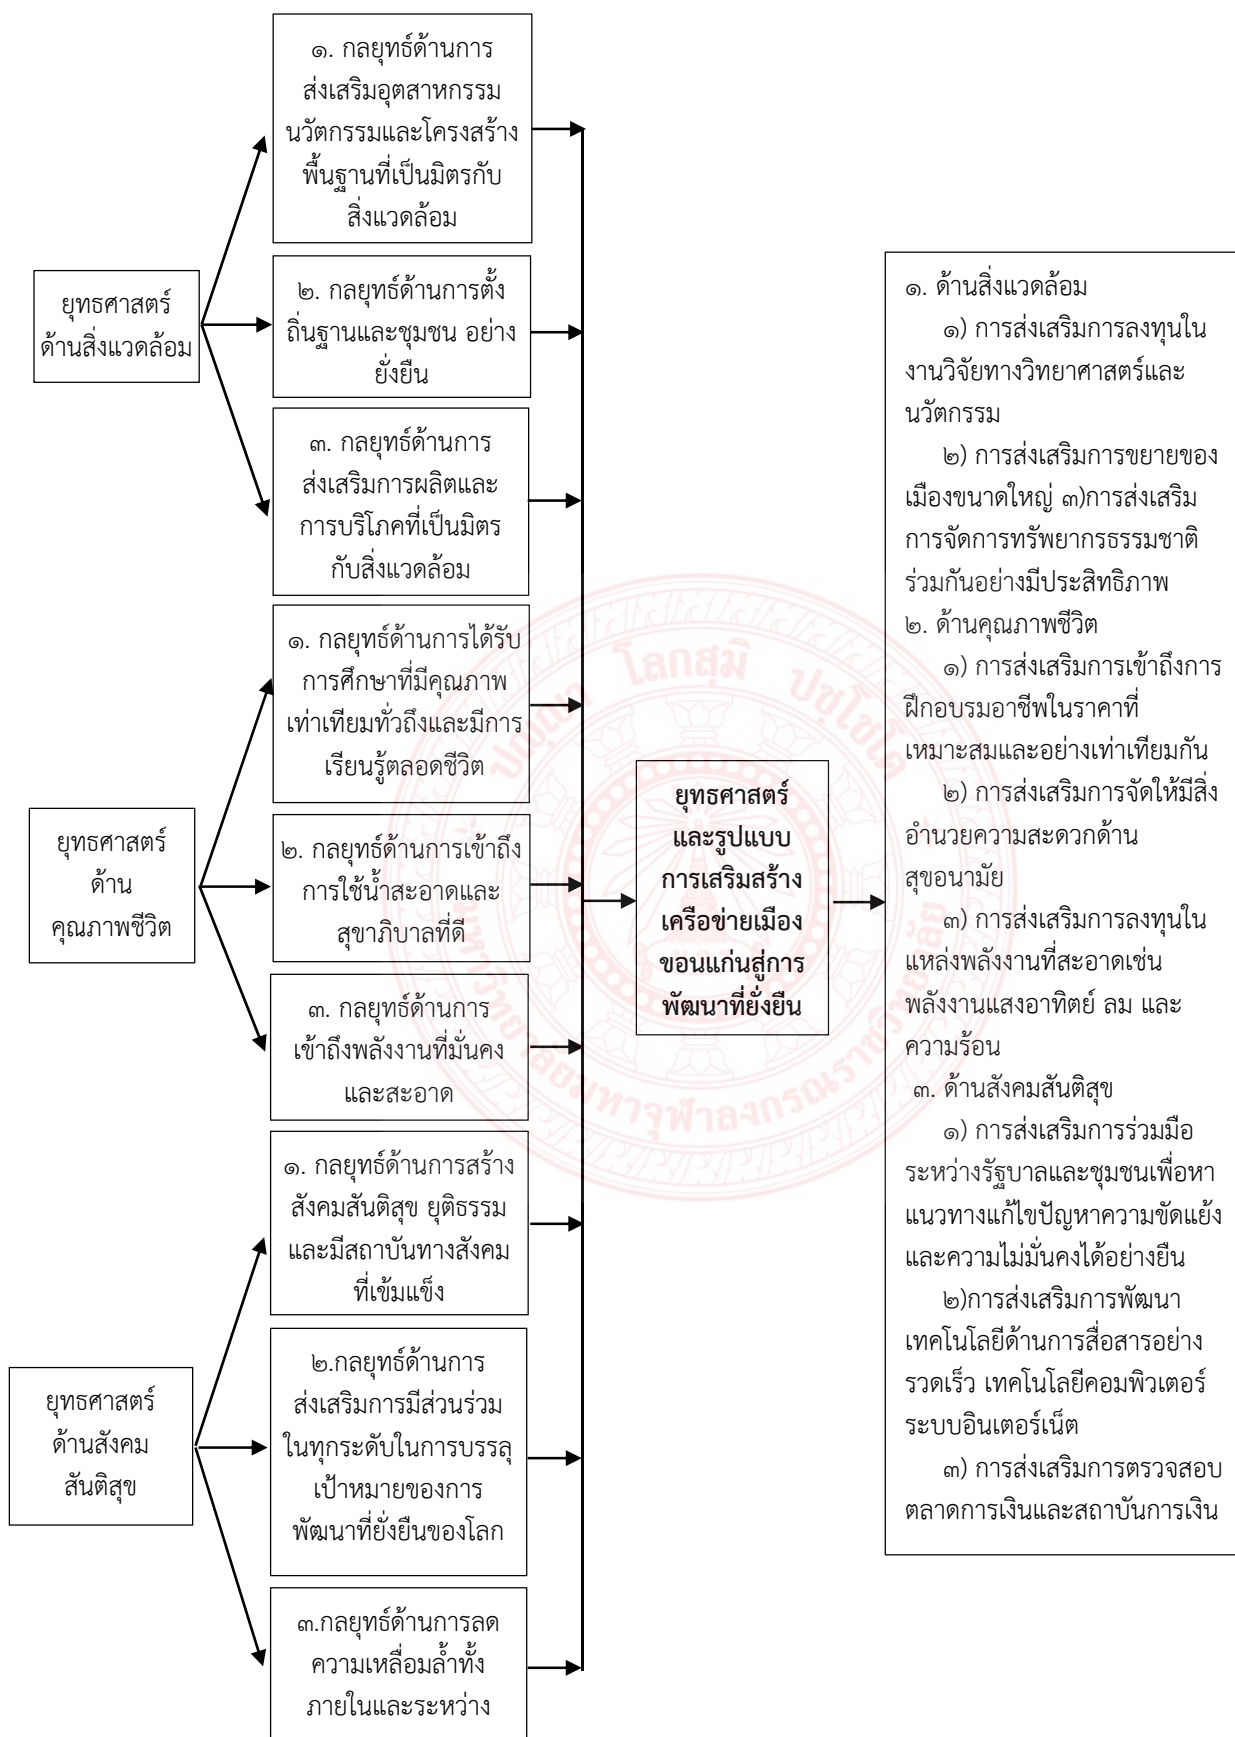 ๑. กลยุทธ์ด้านการ
ส่งเสริมอุตสาหกรรม
นวัตกรรมและโครงสร้าง
พื้นฐานที่เป็นมิตรกับ
สิ่งแวดล้อม
ยุทธศาสตร์
ด้านสิ่งแวดล้อม
๒. กลยุทธ์ด้านการตั้ง
ถิ่นฐานและชุมชน อย่าง
ยั่งยืน
๓. กลยุทธ์ด้านการ
ส่งเสริมการผลิตและ
การบริโภคที่เป็นมิตร
กับสิ่งแวดล้อม
๑. กลยุทธ์ด้านการได้รับ
การศึกษาที่มีคุณภาพ
เท่าเทียมทั่วถึงและมีการ
เรียนรู้ตลอดชีวิต
ยุทธศาสตร์
ด้าน
คุณภาพชีวิต
๒. กลยุทธ์ด้านการเข้าถึง
การใช้น้ำสะอาดและ
สุขาภิบาลที่ดี
๓. กลยุทธ์ด้านการ
เข้าถึงพลังงานที่มั่นคง
และสะอาด
๑. กลยุทธ์ด้านการสร้าง
สังคมสันติสุข ยุติธรรม
และมีสถาบันทางสังคม
ที่เข้มแข็ง
ยุทธศาสตร์
ด้านสังคม
สันติสุข
๒.กลยุทธ์ด้านการ
ส่งเสริมการมีส่วนร่วม
ในทุกระดับในการบรรลุ
เป้าหมายของการ
พัฒนาที่ยั่งยืนของโลก
๓.กลยุทธ์ด้านการลด
ความเหลื่อมล้ำทั้ง
ภายในและระหว่าง
ยุทธศาสตร์
และรูปแบบ
การเสริมสร้าง
เครือข่ายเมือง
ขอนแก่นสู่การ
พัฒนาที่ยั่งยืน
๑. ด้านสิ่งแวดล้อม
๑) การส่งเสริมการลงทุนใน
งานวิจัยทางวิทยาศาสตร์และ
นวัตกรรม
๒) การส่งเสริมการขยายของ
เมืองขนาดใหญ่ ๓)การส่งเสริม
การจัดการทรัพยากรธรรมชาติ
ร่วมกันอย่างมีประสิทธิภาพ
๒. ด้านคุณภาพชีวิต
๑) การส่งเสริมการเข้าถึงการ
ฝึกอบรมอาชีพในราคาที่
เหมาะสมและอย่างเท่าเทียมกัน
๒) การส่งเสริมการจัดให้มีสิ่ง
อำนวยความสะดวกด้าน
สุขอนามัย
๓) การส่งเสริมการลงทุนใน
แหล่งพลังงานที่สะอาดเช่น
พลังงานแสงอาทิตย์ ลม และ
ความร้อน
๓. ด้านสังคมสันติสุข
๑) การส่งเสริมการร่วมมือ
ระหว่างรัฐบาลและชุมชนเพื่อหา
แนวทางแก้ไขปัญหาความขัดแย้ง
และความไม่มั่นคงได้อย่างยืน
๒)การส่งเสริมการพัฒนา
เทคโนโลยีด้านการสื่อสารอย่าง
รวดเร็ว เทคโนโลยีคอมพิวเตอร์
ระบบอินเตอร์เน็ต
๓) การส่งเสริมการตรวจสอบ
ตลาดการเงินและสถาบันการเงิน
ปญฺญา โลกสฺมิ ปชฺโชโต
มหาวิทยาลัยมหาจุฬาลงกรณราชวิทยาลัย